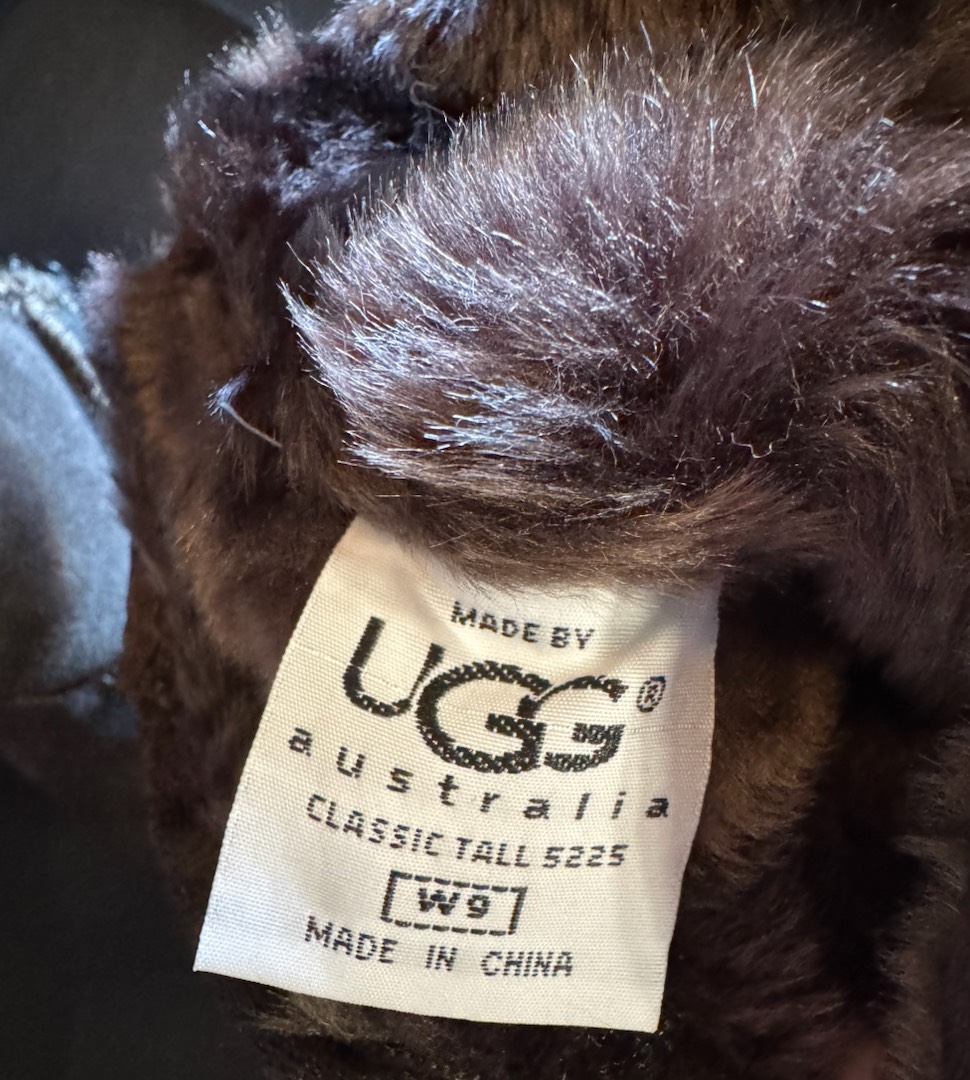 MADE BY
UGG®
australia
CLASSIC TALL 5225
W9
MADE IN CHINA